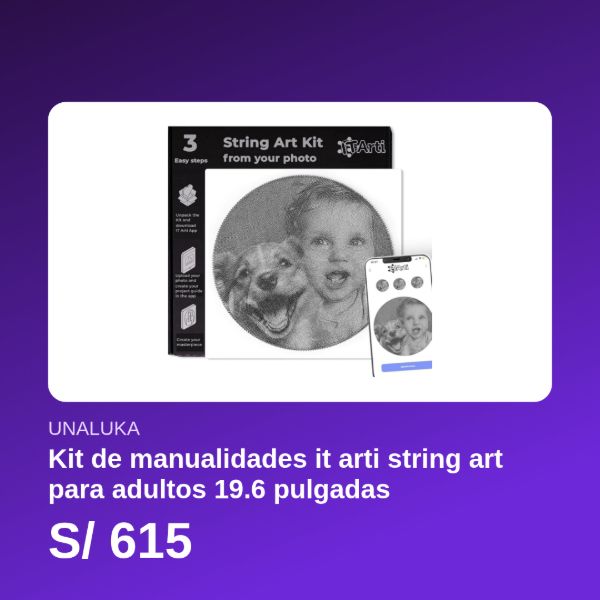 3
Easy steps
String Art Kit
from your photo
IT Arti
Unpack the
Kit and
download
IT Arti App
Upload your
photo and
create your
project guide
in the app
Create your
masterpiece
UNALUKA
Kit de manualidades it arti string art
para adultos 19.6 pulgadas
S/ 615